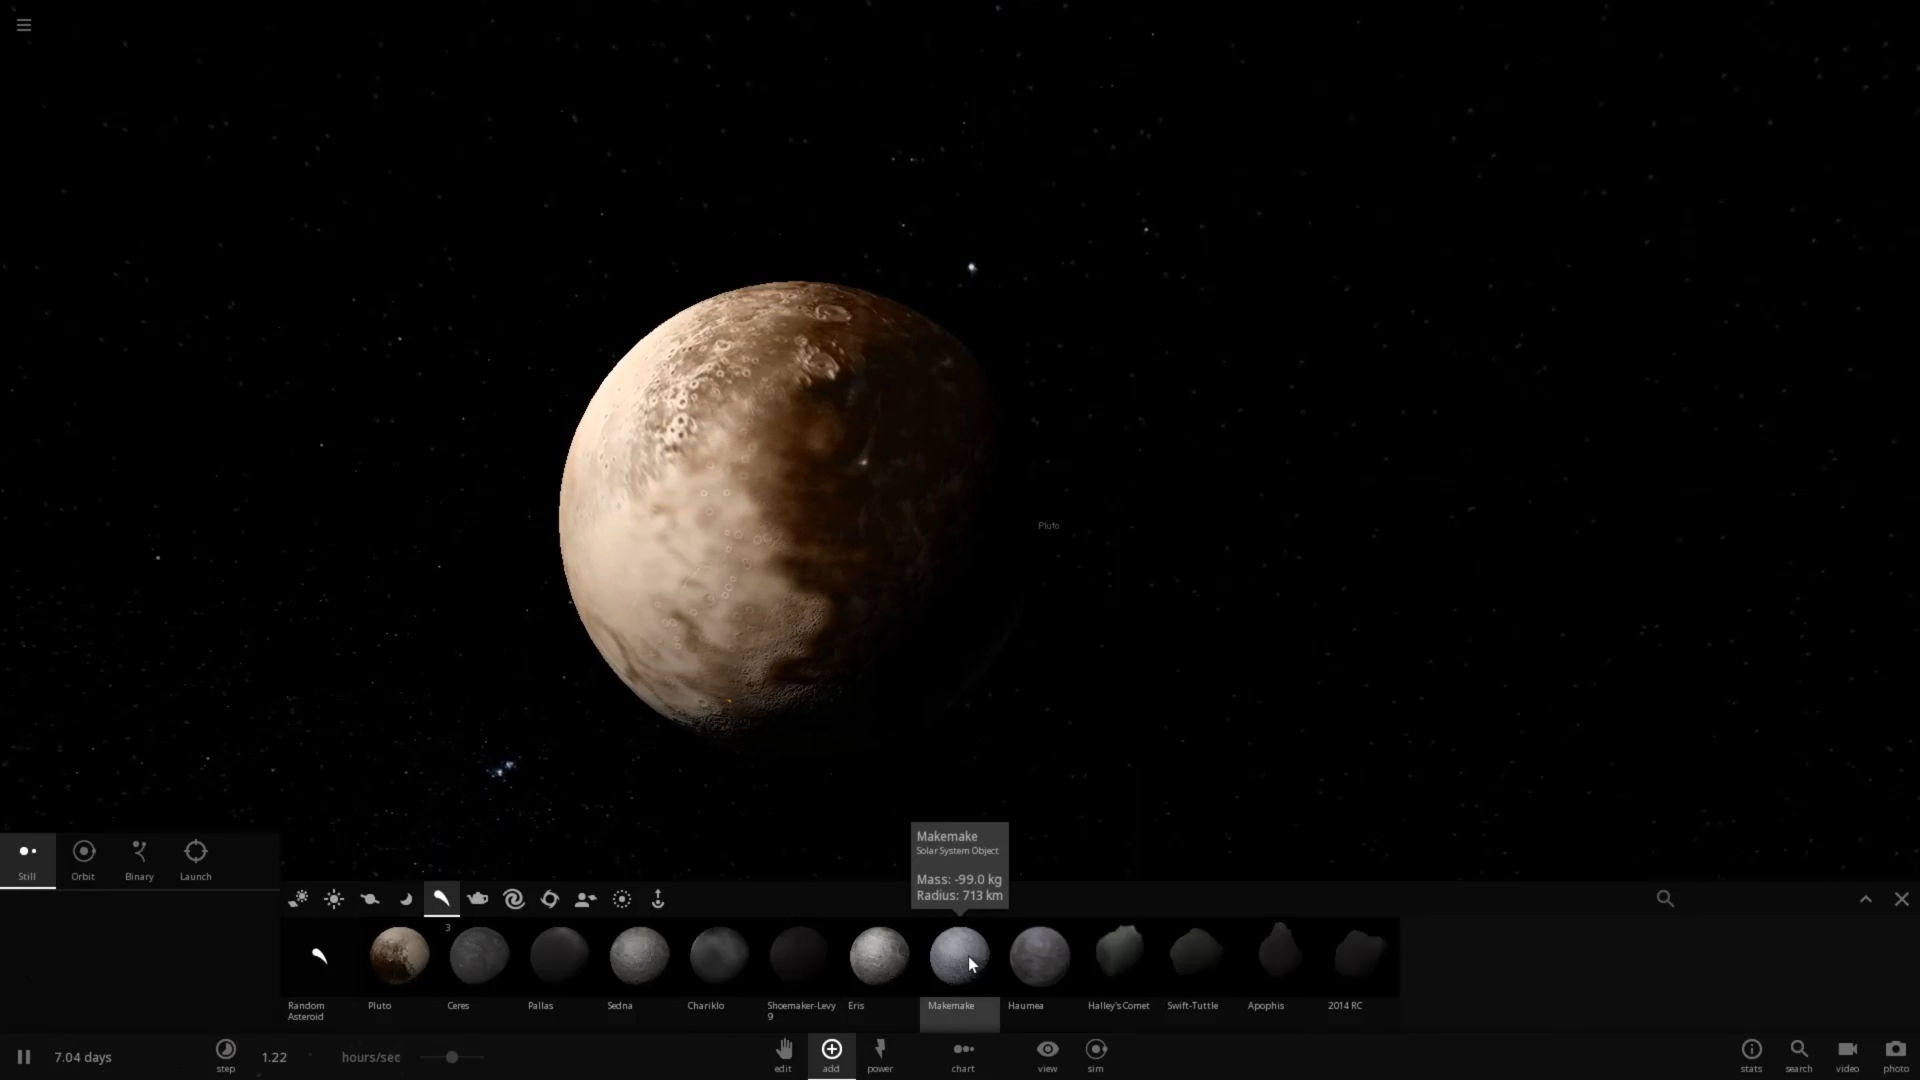 Pluto
Makemake
Solar System Object
Mass: -99.0 kg
Radius: 713 km
Still
Orbit
Binary
Launch
3
Random
Asteroid
Pluto
Ceres
Pallas
Sedna
Chariklo
Shoemaker-Levy
9
Eris
Makemake
Haumea
Halley's Comet
Swift-Tuttle
Apophis
2014 RC
7.04 days
step
1.22
hours/sec
edit
add
power
chart
view
sim
stats
search
video
photo